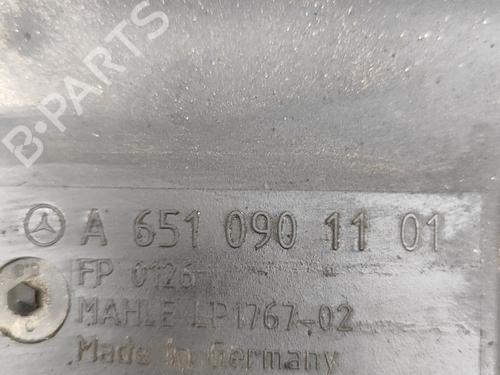 B-PARTS
A 651 090 11 01
FP 0126
MAHLE LP1767-02
Made in Germany